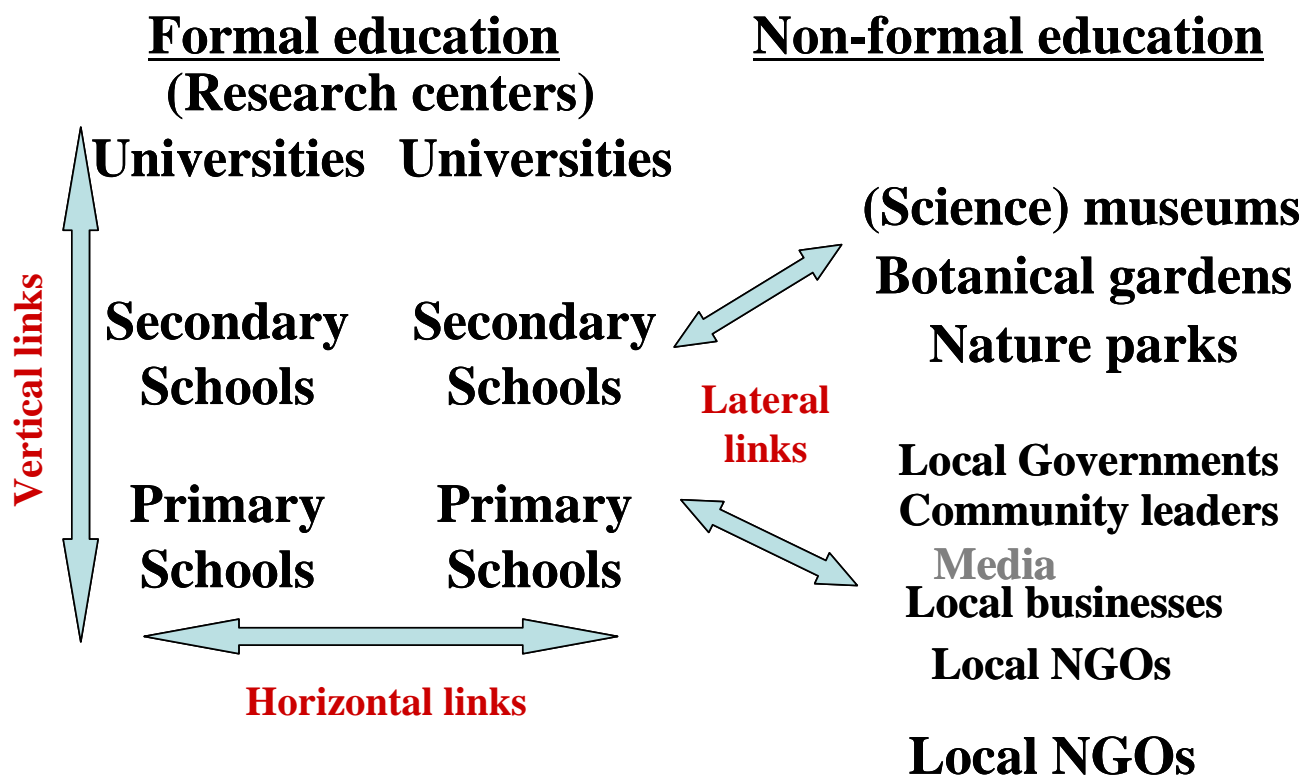 Formal education
(Research centers)
Universities Universities
Secondary Schools
Secondary Schools
Primary Schools
Primary Schools
Vertical links
Horizontal links
Lateral
links
Non-formal education
(Science) museums
Botanical gardens
Nature parks
Local Governments
Community leaders
Media
Local businesses
Local NGOs
Local NGOs